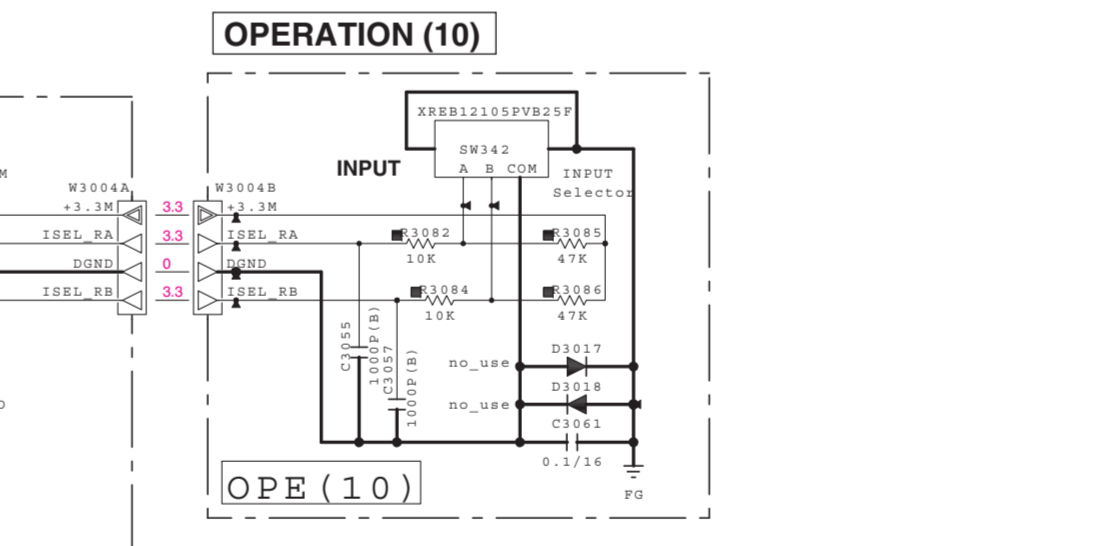 OPERATION (10)
XREB12105PVB25F
SW342
A B COM
INPUT
INPUT
Selector
M
W3004A
W3004B
+3.3M
3.3
+3.3M
ISEL_RA
3.3
ISEL_RA
R3082
R3085
10K
47K
DGND
0
DGND
ISEL_RB
3.3
ISEL_RB
R3084
R3086
10K
47K
C3055
1000P(B)
C3057
1000P(B)
D3017
no_use
D3018
no_use
C3061
0.1/16
FG
OPE(10)